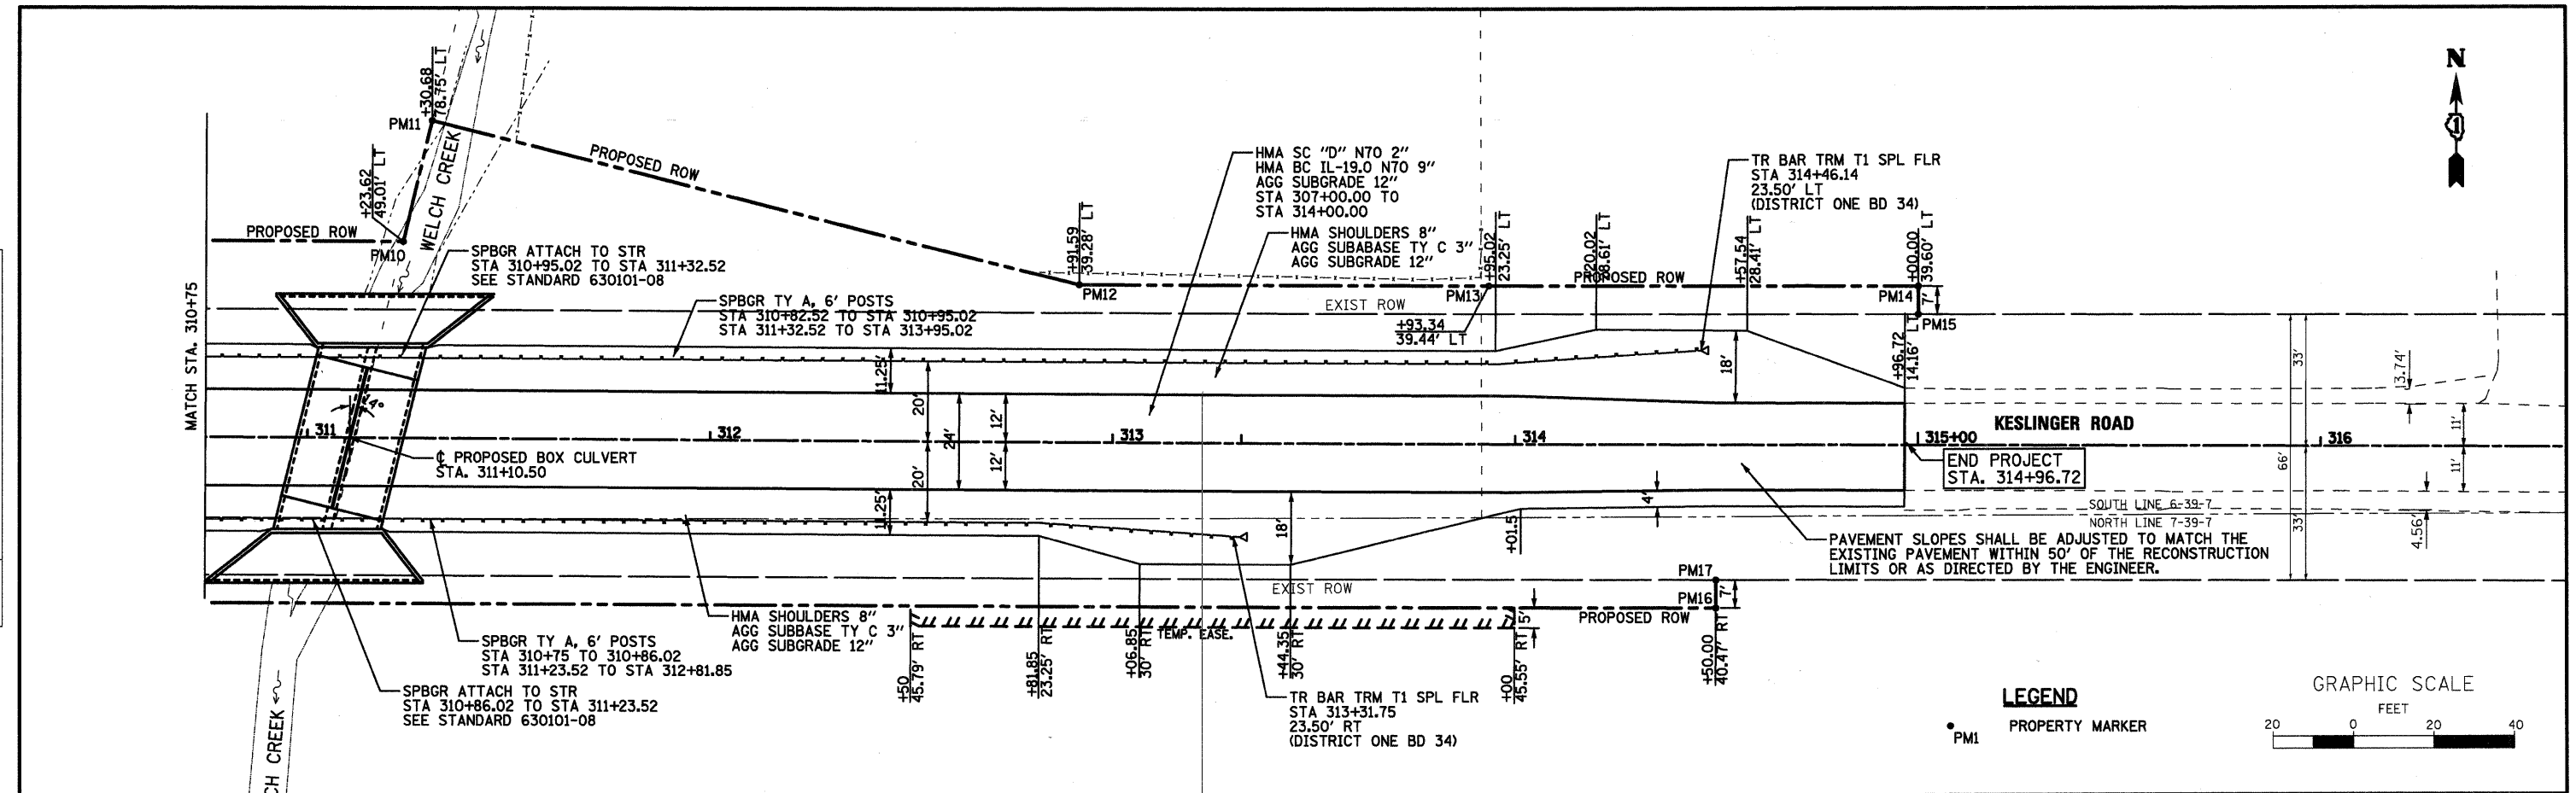 +30.68
78.75' LT
PM11
WELCH CREEK
+23.62
49.01' LT
PROPOSED ROW
PM10
PROPOSED ROW
MATCH STA. 310+75
SPBGR ATTACH TO STR
STA 310+95.02 TO STA 311+32.52
SEE STANDARD 630101-08
SPBGR TY A, 6' POSTS
STA 310+82.52 TO STA 310+95.02
STA 311+32.52 TO STA 313+95.02
+91.59
39.28' LT
PM12
HMA SC "D" N70 2"
HMA BC IL-19.0 N70 9"
AGG SUBGRADE 12"
STA 307+00.00 TO
STA 314+00.00
HMA SHOULDERS 8"
AGG SUBABASE TY C 3"
AGG SUBGRADE 12"
TR BAR TRM T1 SPL FLR
STA 314+46.14
23.50' LT
(DISTRICT ONE BD 34)
N
1
+95.02
23.25' LT
PM13
+93.34
39.44' LT
EXIST ROW
+20.02
28.61' LT
PROPOSED ROW
+57.54
28.41' LT
+00.00
39.60' LT
PM14
7'
PM15
+96.72
14.16' LT
18'
11.25'
20'
24'
12'
12'
20'
11.25'
14°
311
312
313
314
315+00
316
KESLINGER ROAD
℄ PROPOSED BOX CULVERT
STA. 311+10.50
END PROJECT
STA. 314+96.72
33'
66'
33'
3.74'
11'
11'
4.56'
SOUTH LINE 6-39-7
NORTH LINE 7-39-7
4'
18'
+01.5
PAVEMENT SLOPES SHALL BE ADJUSTED TO MATCH THE
EXISTING PAVEMENT WITHIN 50' OF THE RECONSTRUCTION
LIMITS OR AS DIRECTED BY THE ENGINEER.
EXIST ROW
PM17
PM16
7'
PROPOSED ROW
5'
TEMP. EASE.
HMA SHOULDERS 8"
AGG SUBBASE TY C 3"
AGG SUBGRADE 12"
SPBGR TY A, 6' POSTS
STA 310+75 TO 310+86.02
STA 311+23.52 TO STA 312+81.85
SPBGR ATTACH TO STR
STA 310+86.02 TO STA 311+23.52
SEE STANDARD 630101-08
+50
45.79' RT
+81.85
23.25' RT
+06.85
30' RT
+44.35
30' RT
TR BAR TRM T1 SPL FLR
STA 313+31.75
23.50' RT
(DISTRICT ONE BD 34)
+00
45.55' RT
+50.00
40.47' RT
CH CREEK
LEGEND
PM1
PROPERTY MARKER
GRAPHIC SCALE
FEET
20 0 20 40